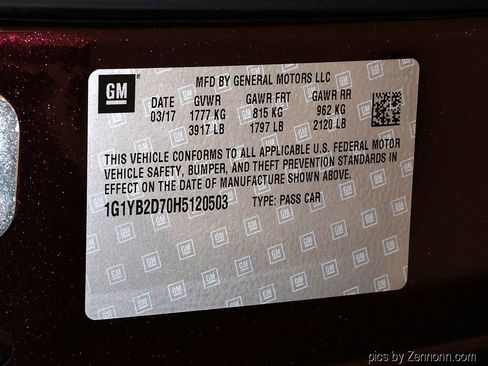 GM
MFD BY GENERAL MOTORS LLC
DATE GVWR GAWR FRT GAWR RR
03/17 1777 KG 815 KG 962 KG
3917 LB 1797 LB 2120 LB
THIS VEHICLE CONFORMS TO ALL APPLICABLE U.S. FEDERAL MOTOR
VEHICLE SAFETY, BUMPER, AND THEFT PREVENTION STANDARDS IN
EFFECT ON THE DATE OF MANUFACTURE SHOWN ABOVE.
1G1YB2D70H5120503 TYPE: PASS CAR
pics by Zennonn.com